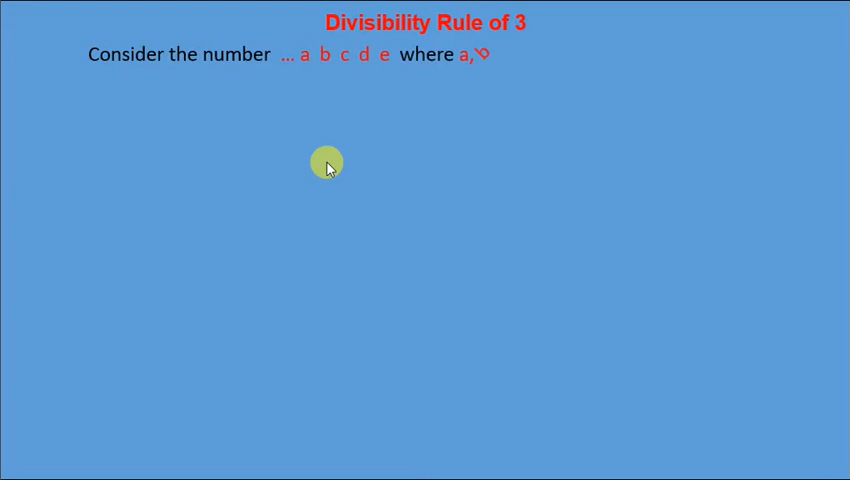 Divisibility Rule of 3
Consider the number ... a b c d e where a,b